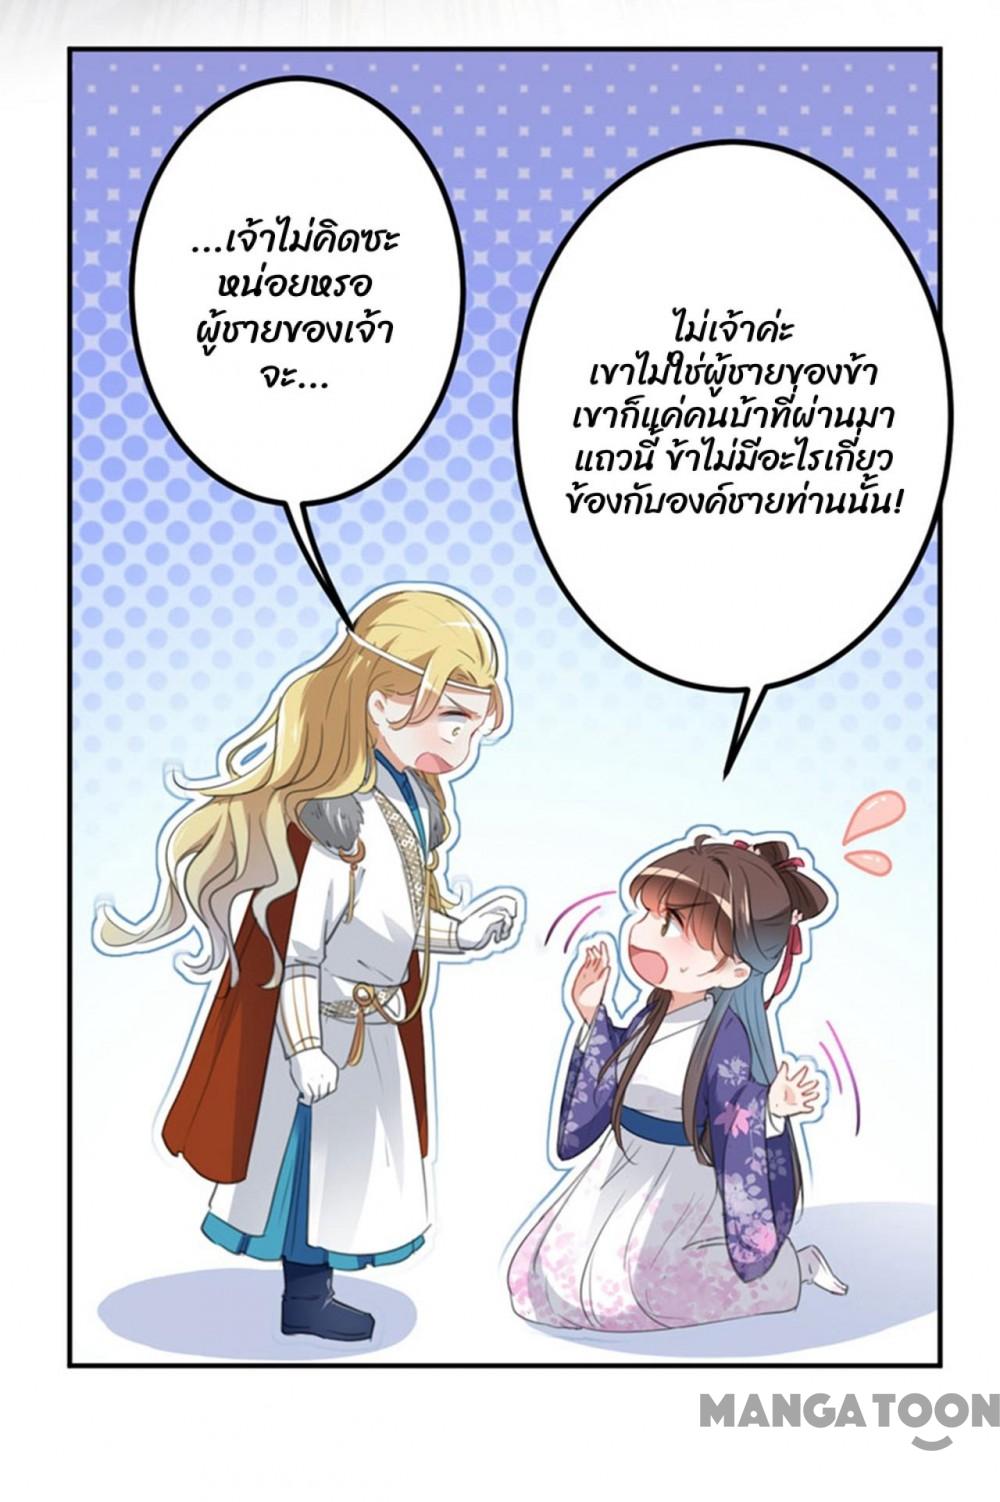 ...เจ้าไม่คิดซะ
หน่อยหรอ
ผู้ชายของเจ้า
จะ...
ไม่เจ้าค่ะ
เขาไม่ใช่ผู้ชายของข้า
เขาก็แค่คนบ้าที่ผ่านมา
แถวนี้ ข้าไม่มีอะไรเกี่ยว
ข้องกับองค์ชายท่านนั้น!
MANGATOON